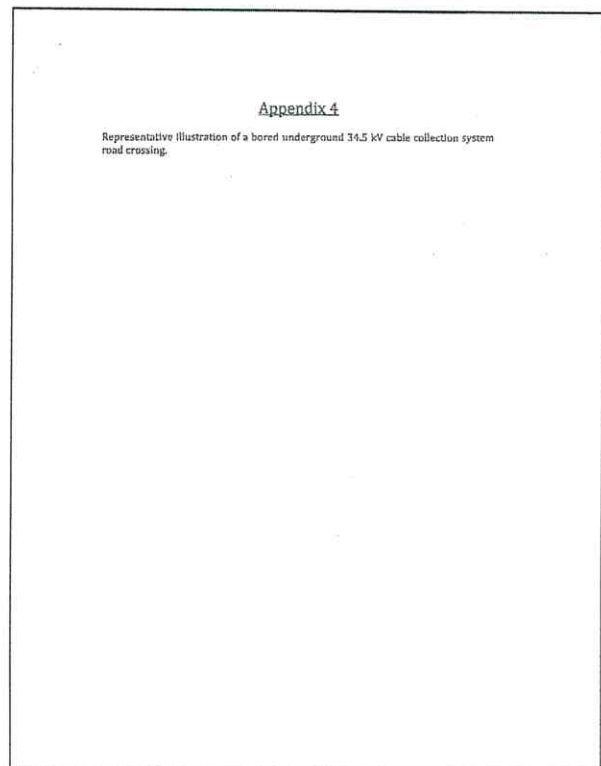 Appendix 4
Representative Illustration of a bored underground 34.5 kV cable collection system
road crossing.